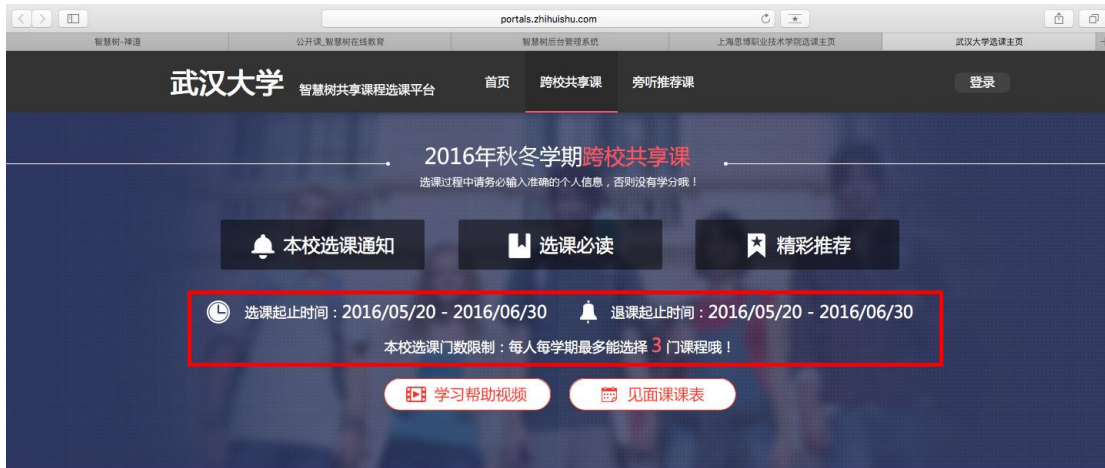 portals.zhihuishu.com
智慧树-禅道
公开课_智慧树在线教育
智慧树后台管理系统
上海思博职业技术学院选课主页
武汉大学选课主页
武汉大学 智慧树共享课程选课平台 首页 跨校共享课 旁听推荐课 登录
2016年秋冬学期跨校共享课
选课过程中请务必输入准确的个人信息，否则没有学分哦！
本校选课通知 选课必读 精彩推荐
选课起止时间：2016/05/20 - 2016/06/30 退课起止时间：2016/05/20 - 2016/06/30
本校选课门数限制：每人每学期最多能选择 3 门课程哦！
学习帮助视频 见面课课表